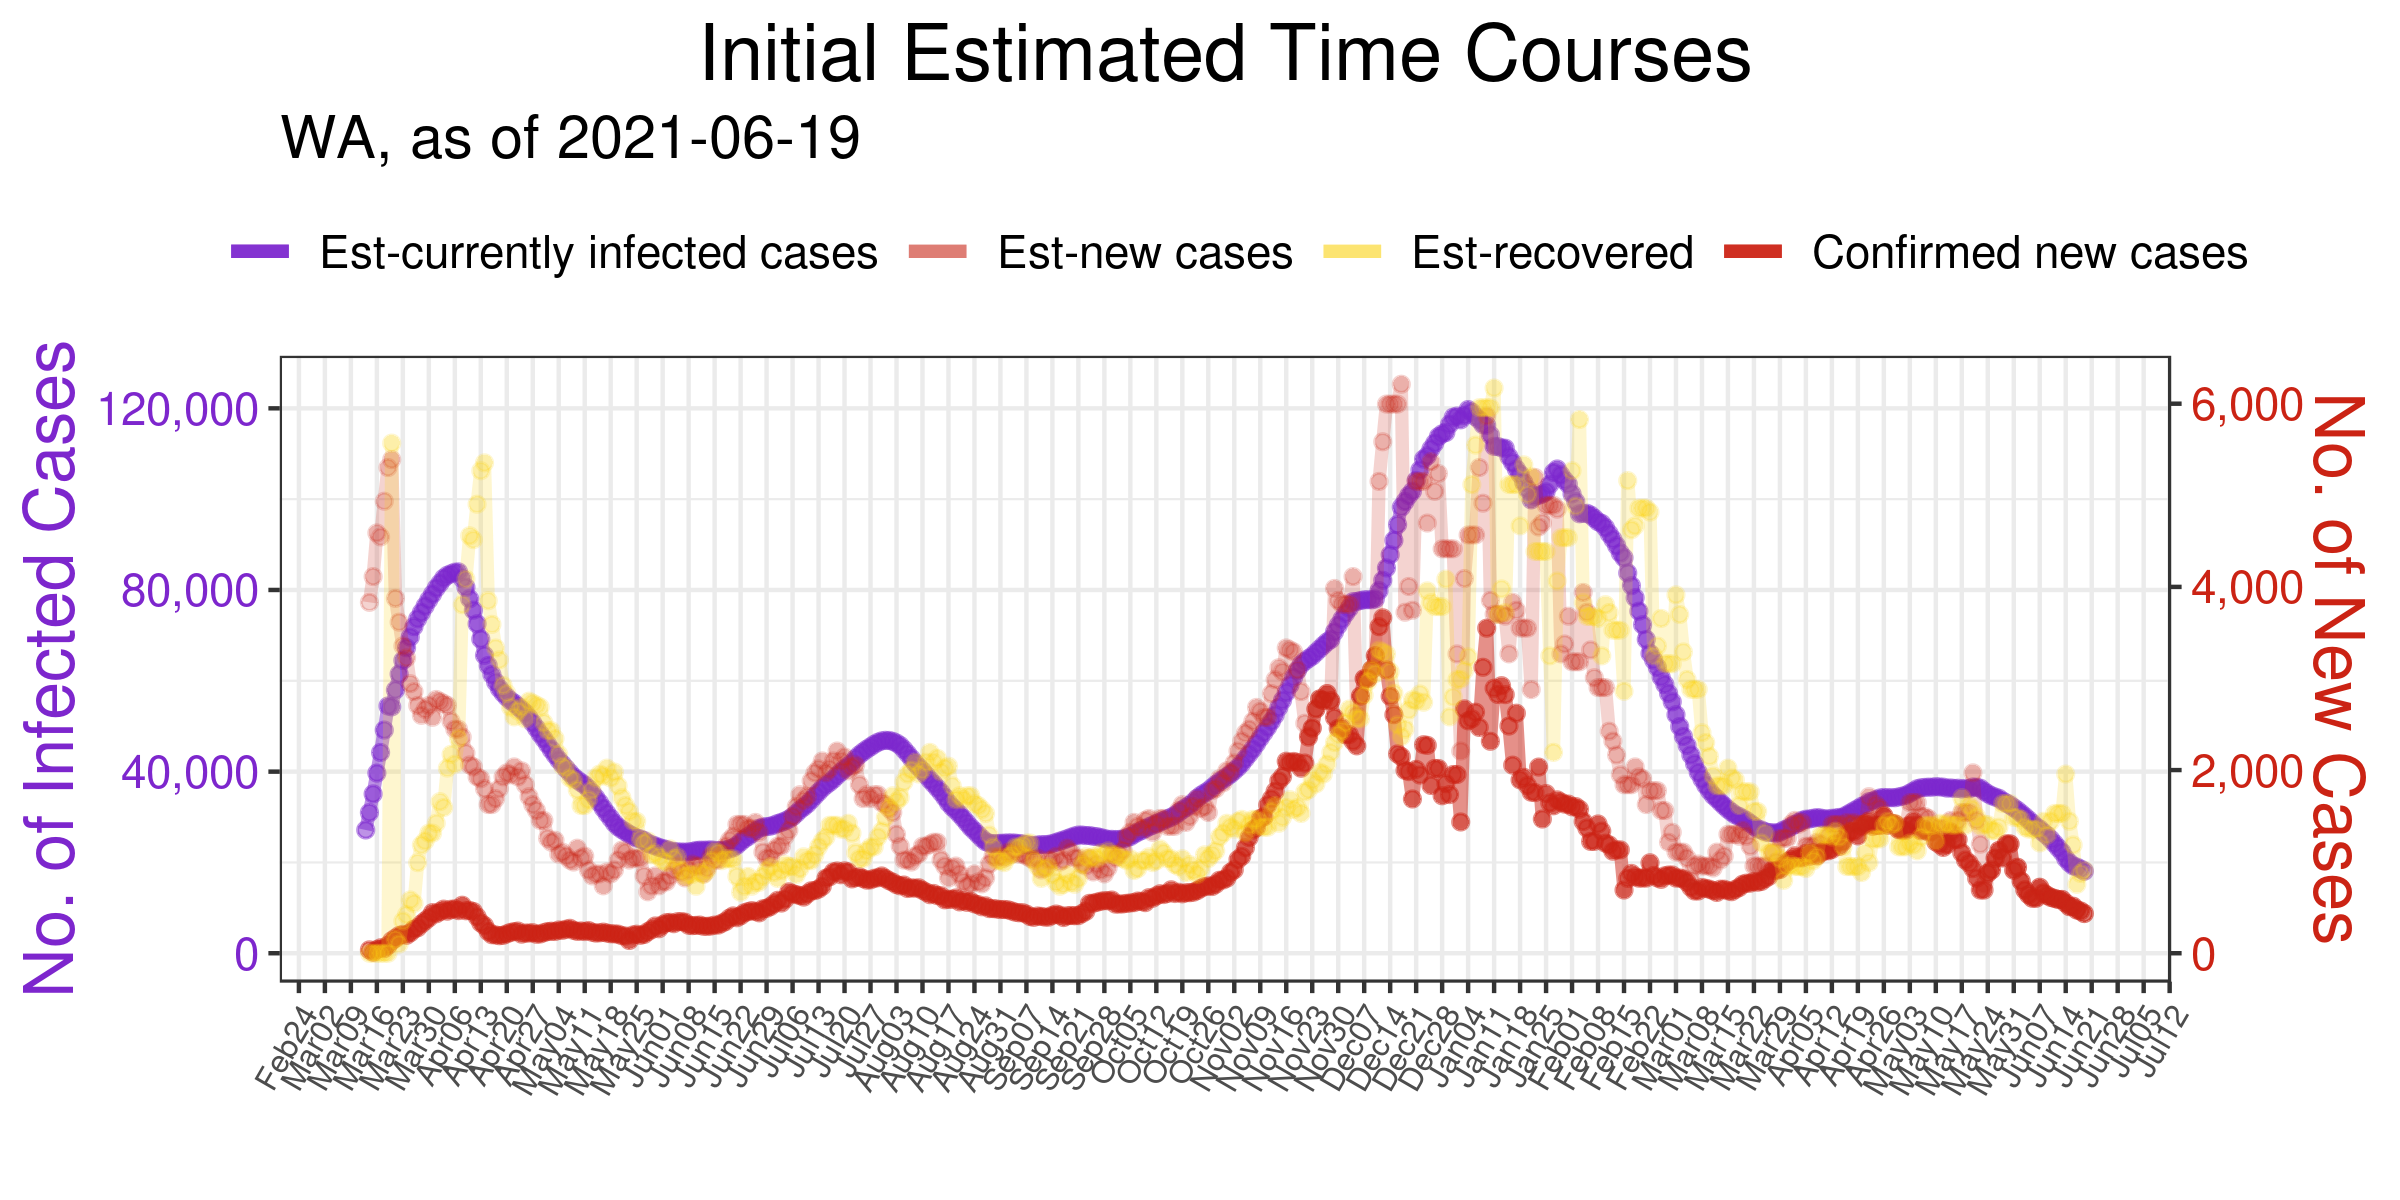 Initial Estimated Time Courses
WA, as of 2021-06-19
Est-currently infected cases Est-new cases Est-recovered Confirmed new cases
No. of Infected Cases
120,000
80,000
40,000
0
6,000
4,000
2,000
0
No. of New Cases
Feb24 Mar02 Mar09 Mar16 Mar23 Mar30 Apr06 Apr13 Apr20 Apr27 May04 May11 May18 May25 Jun01 Jun08 Jun15 Jun22 Jun29 Jul06 Jul13 Jul20 Jul27 Aug03 Aug10 Aug17 Aug24 Aug31 Sep07 Sep14 Sep21 Sep28 Oct05 Oct12 Oct19 Oct26 Nov02 Nov09 Nov16 Nov23 Nov30 Dec07 Dec14 Dec21 Dec28 Jan04 Jan11 Jan18 Jan25 Feb01 Feb08 Feb15 Feb22 Mar01 Mar08 Mar15 Mar22 Mar29 Apr05 Apr12 Apr19 Apr26 May03 May10 May17 May24 May31 Jun07 Jun14 Jun21 Jun28 Jul05 Jul12